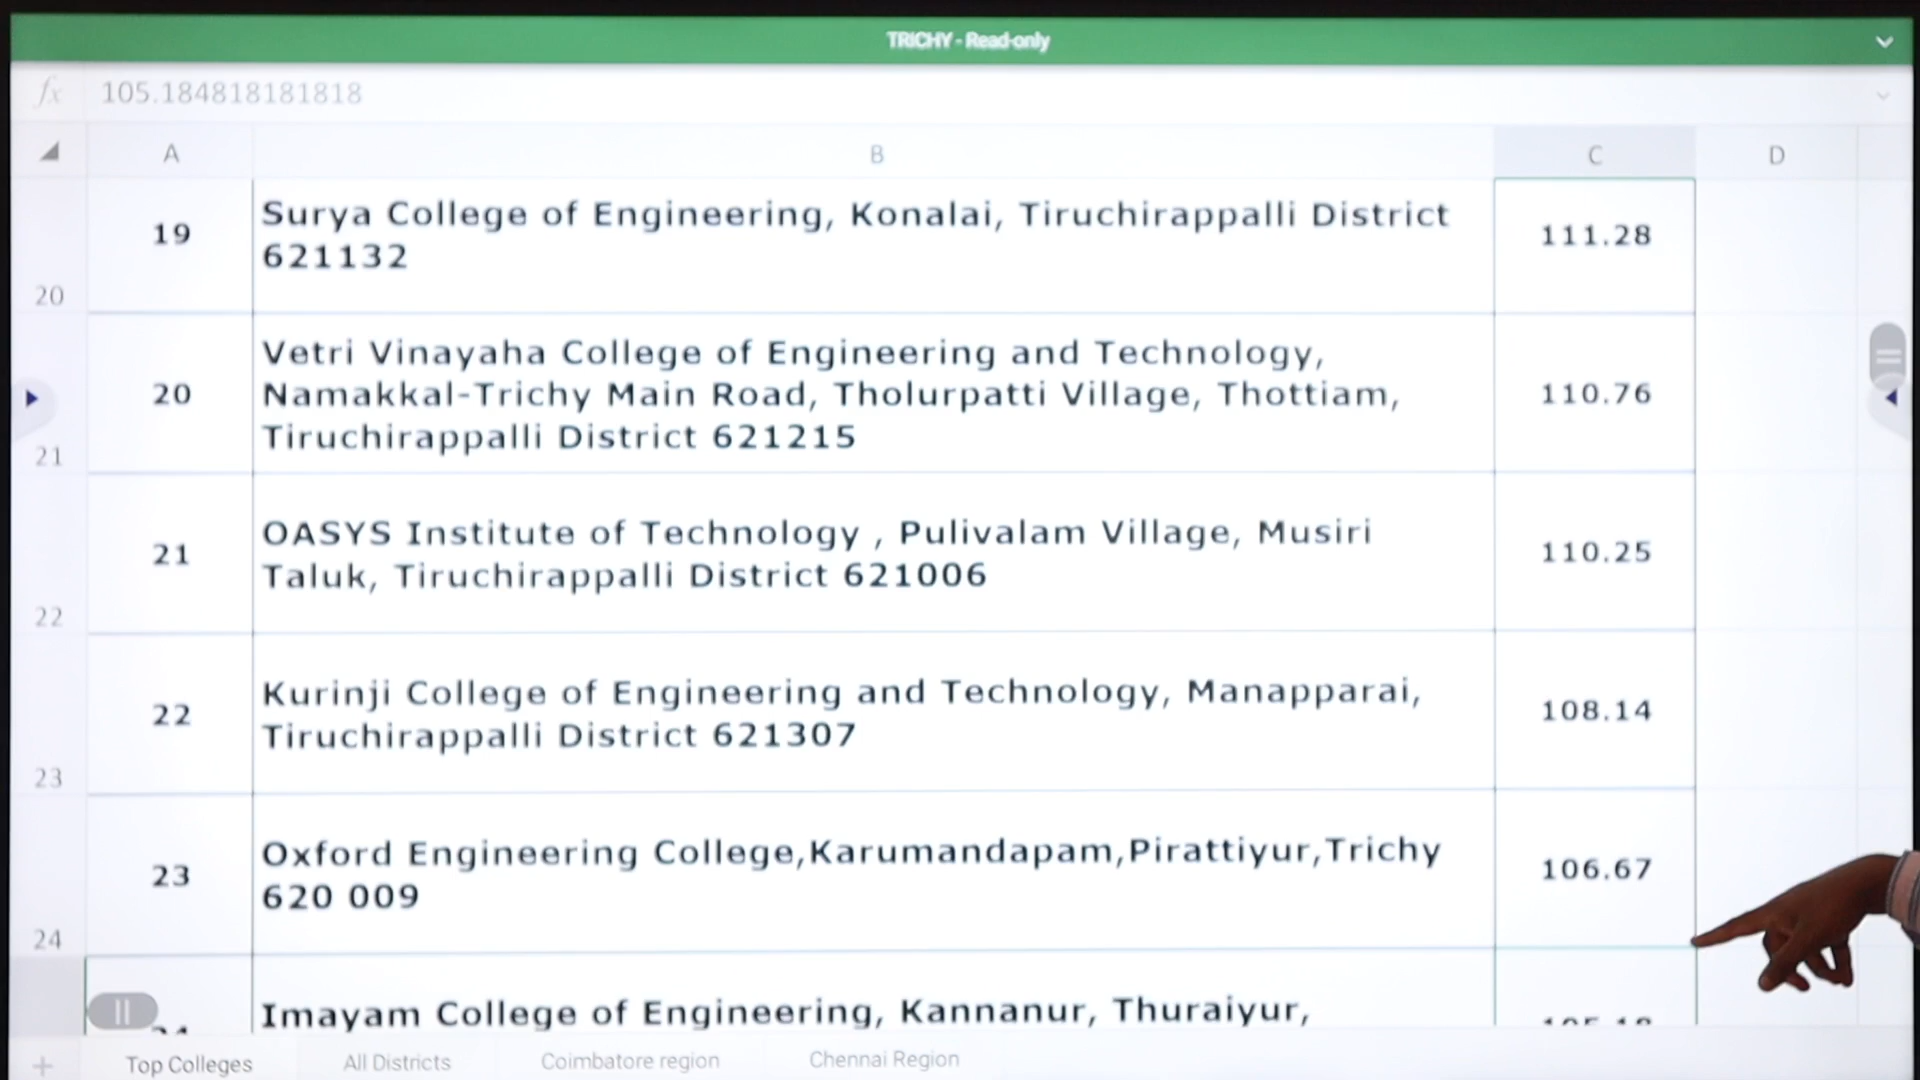 TRICHY - Read-only
fx 105.184818181818
A B C D
19 Surya College of Engineering, Konalai, Tiruchirappalli District 111.28
621132
20
Vetri Vinayaha College of Engineering and Technology,
20 Namakkal-Trichy Main Road, Tholurpatti Village, Thottiam, 110.76
Tiruchirappalli District 621215
21
21 OASYS Institute of Technology , Pulivalam Village, Musiri 110.25
Taluk, Tiruchirappalli District 621006
22
22 Kurinji College of Engineering and Technology, Manapparai, 108.14
Tiruchirappalli District 621307
23
23 Oxford Engineering College,Karumandapam,Pirattiyur,Trichy 106.67
620 009
24
Imayam College of Engineering, Kannanur, Thuraiyur,
Top Colleges All Districts Coimbatore region Chennai Region